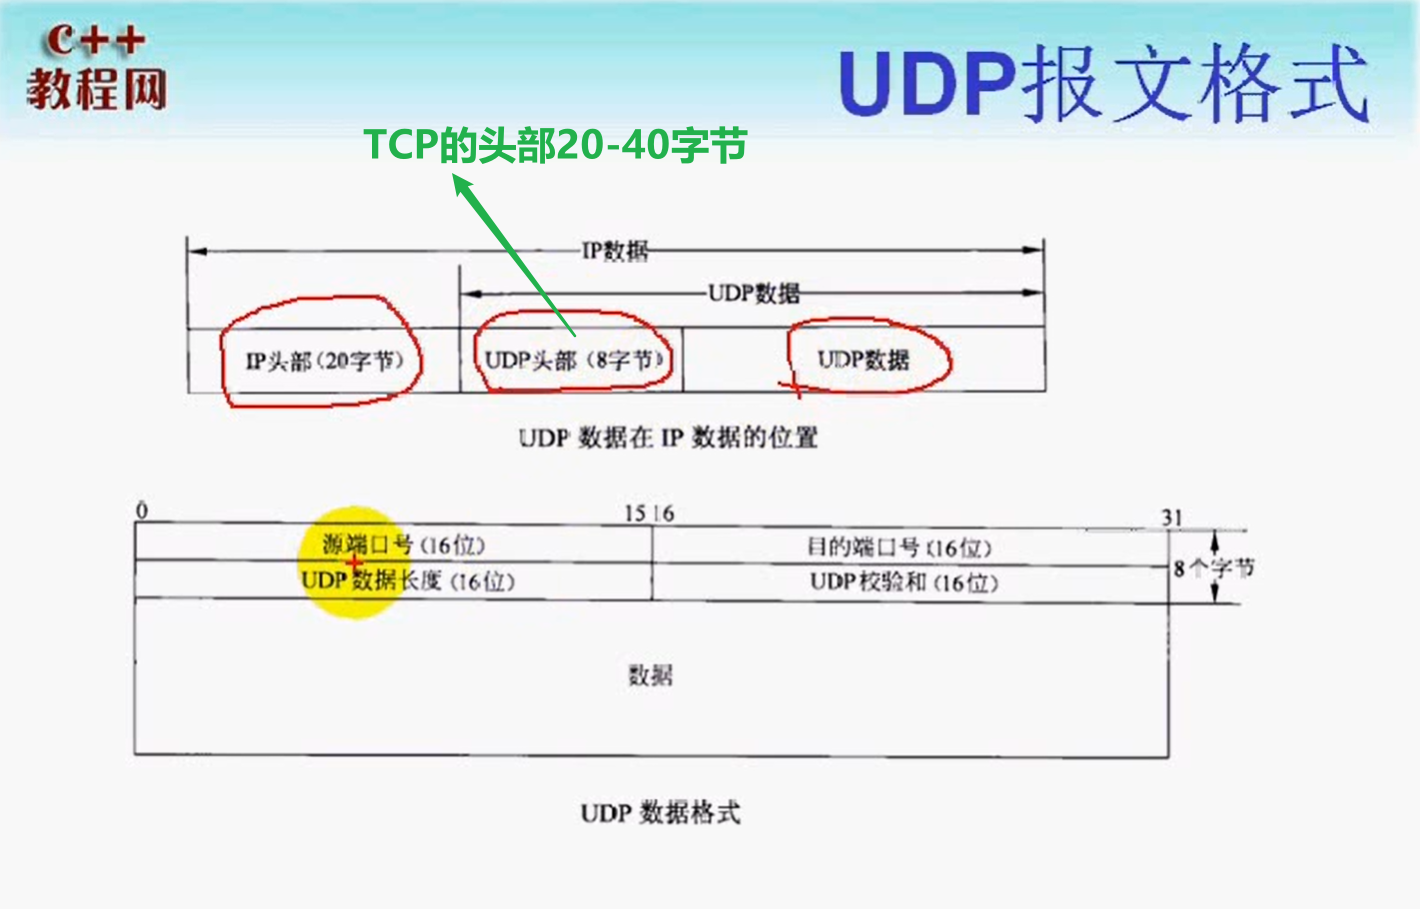 C++
教程网
UDP报文格式
TCP的头部20-40字节
IP数据
UDP数据
IP头部(20字节)
UDP头部(8字节)
UDP数据
UDP 数据在 IP 数据的位置
0
15 16
31
源端口号(16位)
目的端口号(16位)
8个字节
UDP数据长度(16位)
UDP校验和(16位)
数据
UDP 数据格式